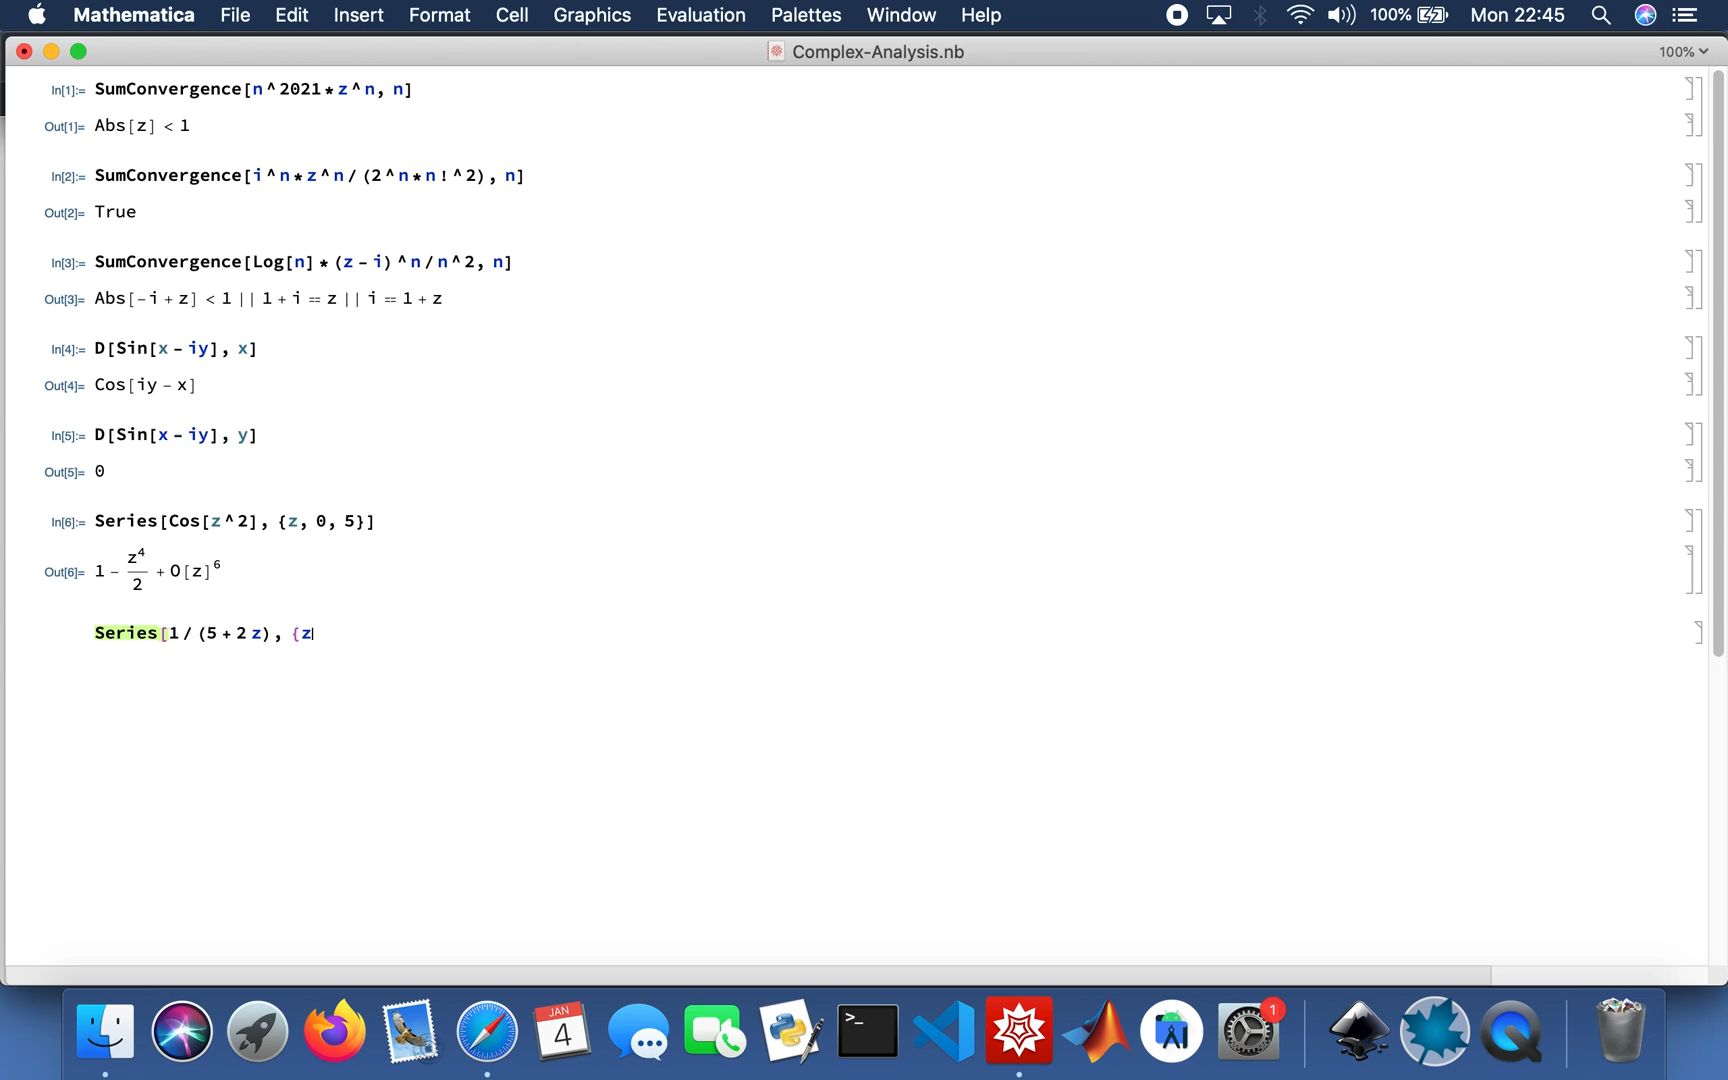 Mathematica File Edit Insert Format Cell Graphics Evaluation Palettes Window Help 100% Mon 22:45
Complex-Analysis.nb 100%
In[1]:= SumConvergence[n^2021*z^n, n]
Out[1]= Abs[z] < 1
In[2]:= SumConvergence[i^n*z^n/(2^n*n!^2), n]
Out[2]= True
In[3]:= SumConvergence[Log[n]*(z-i)^n/n^2, n]
Out[3]= Abs[-i+z] < 1 || 1+i == z || i == 1+z
In[4]:= D[Sin[x-iy], x]
Out[4]= Cos[iy-x]
In[5]:= D[Sin[x-iy], y]
Out[5]= 0
In[6]:= Series[Cos[z^2], {z, 0, 5}]
Out[6]= 1 - z⁴/2 + O[z]⁶
Series[1/(5+2 z), {z
JAN
4
>_
1